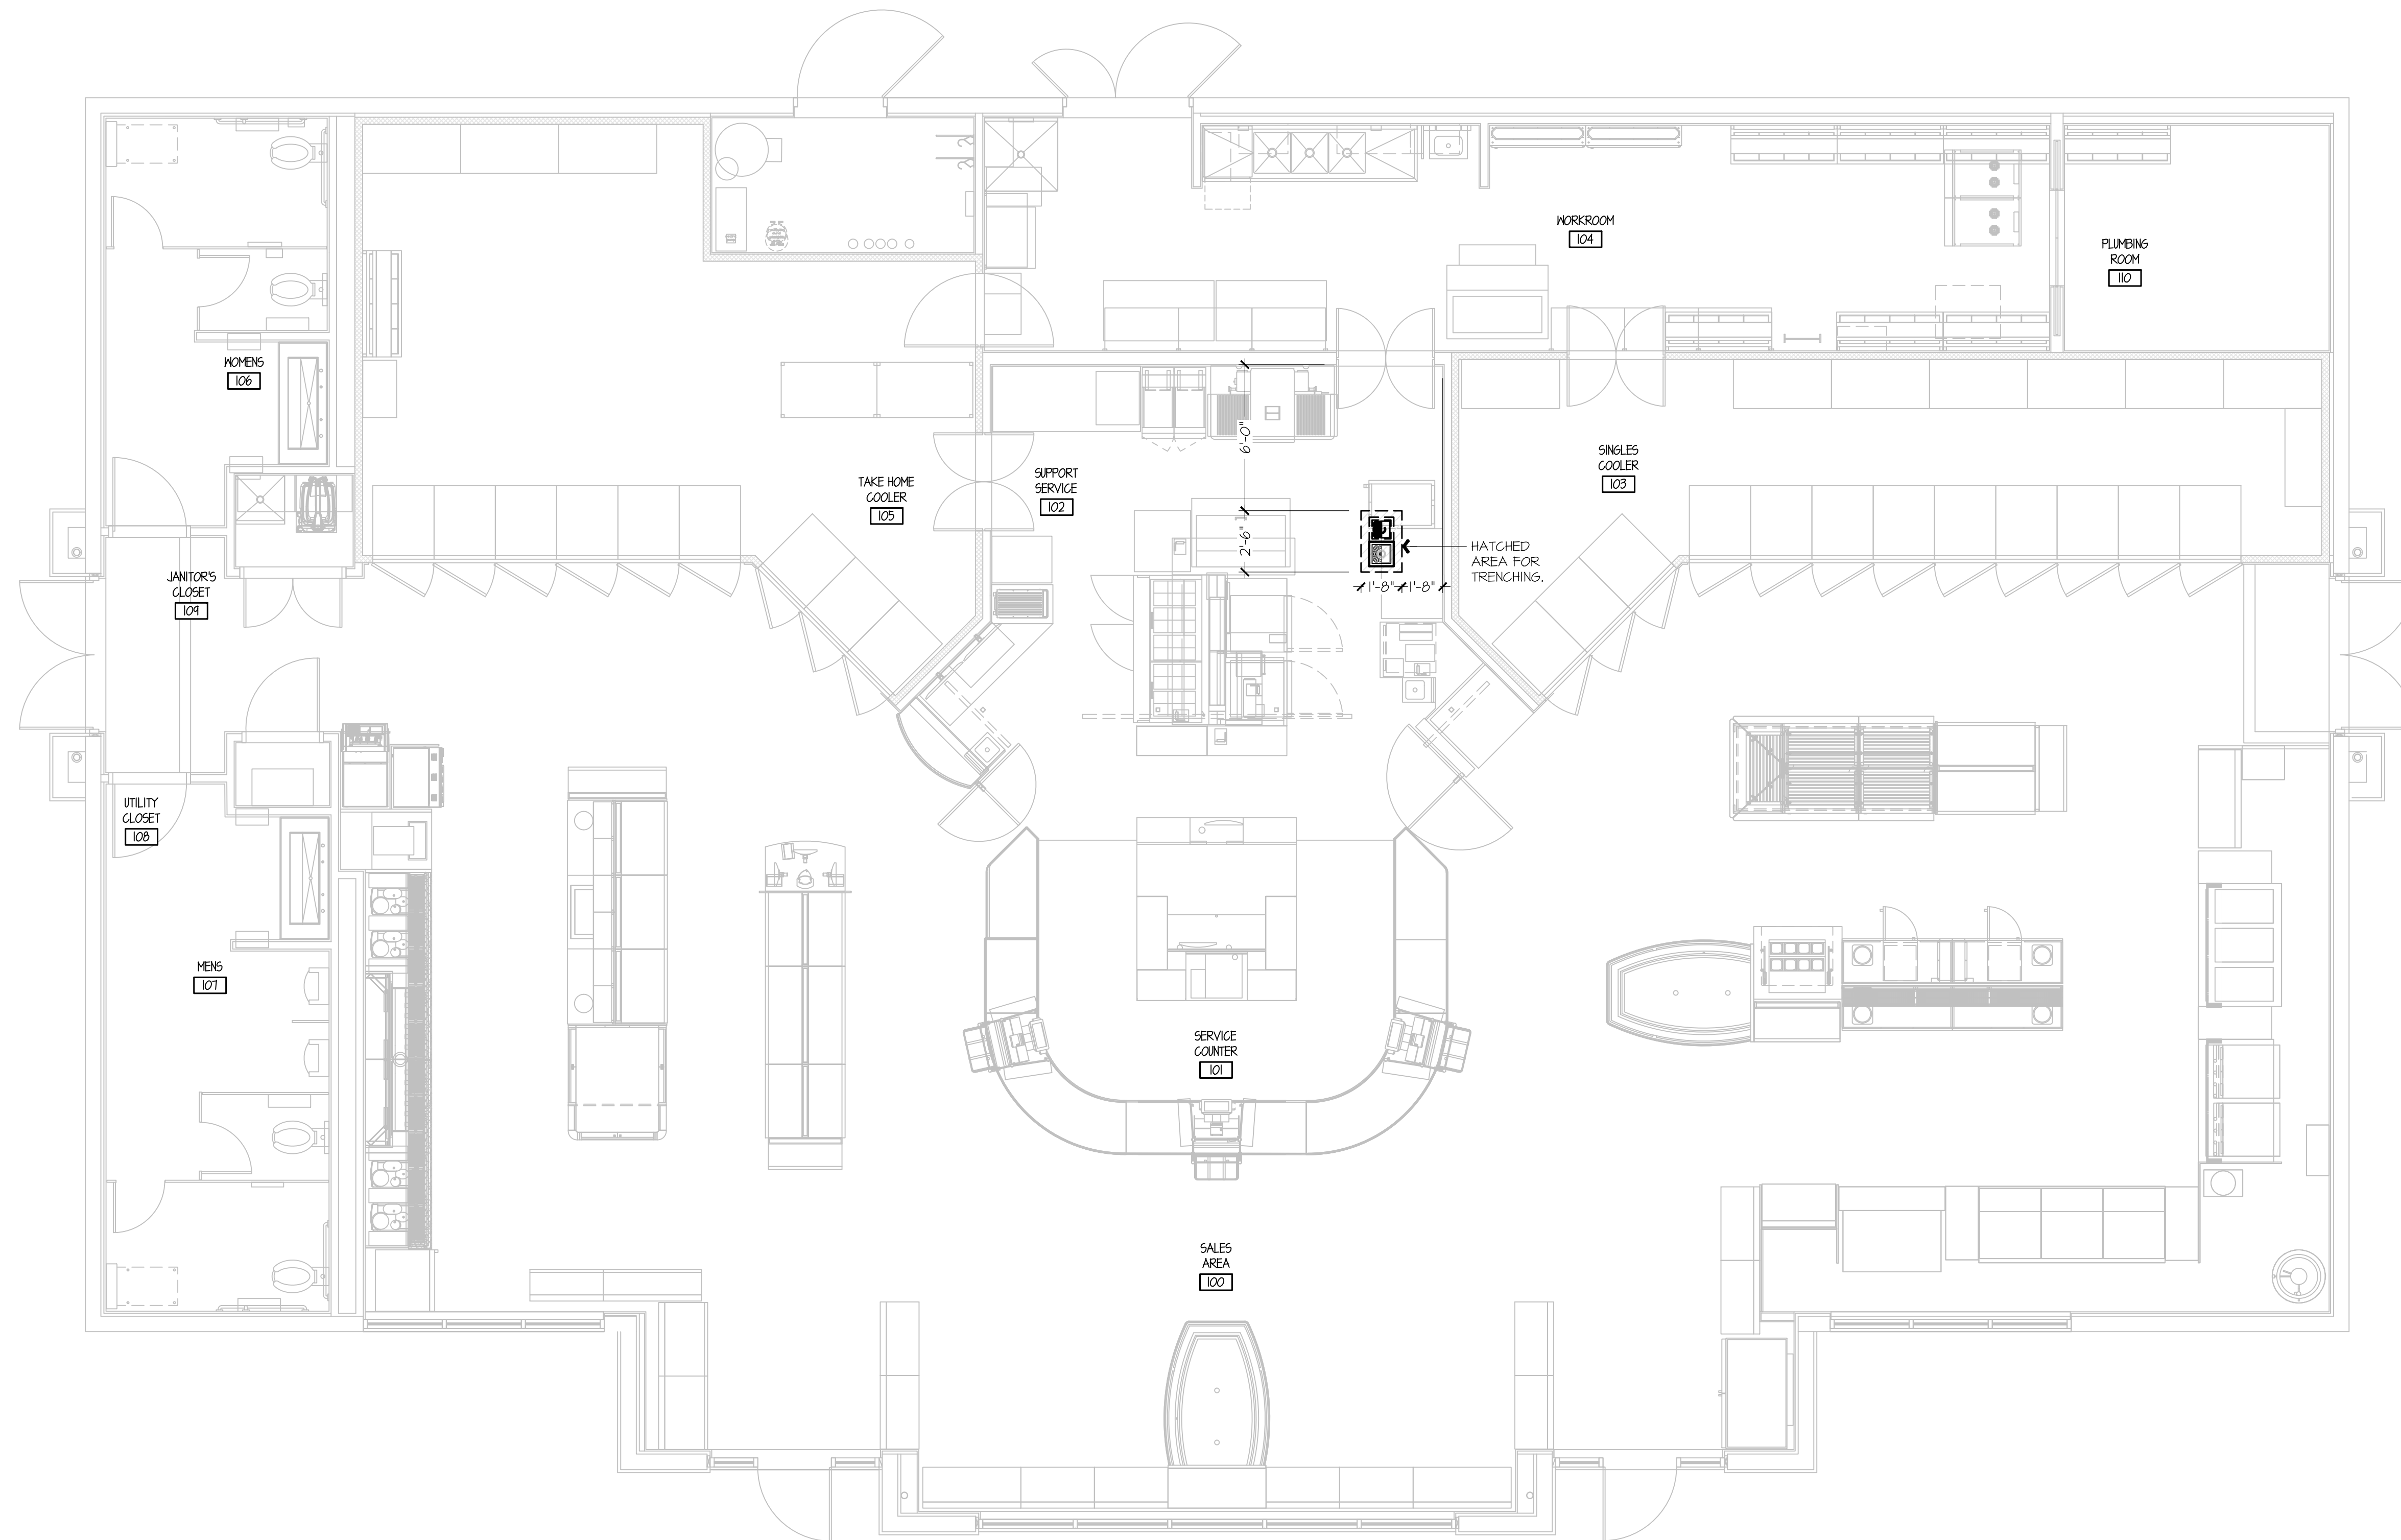 WORKROOM
104
PLUMBING
ROOM
110
WOMENS
106
6'-0"
SINGLES
COOLER
103
SUPPORT
SERVICE
102
TAKE HOME
COOLER
105
2'-6"
HATCHED
AREA FOR
TRENCHING.
1'-8" 1'-8"
JANITOR'S
CLOSET
109
UTILITY
CLOSET
108
MENS
107
SERVICE
COUNTER
101
SALES
AREA
100